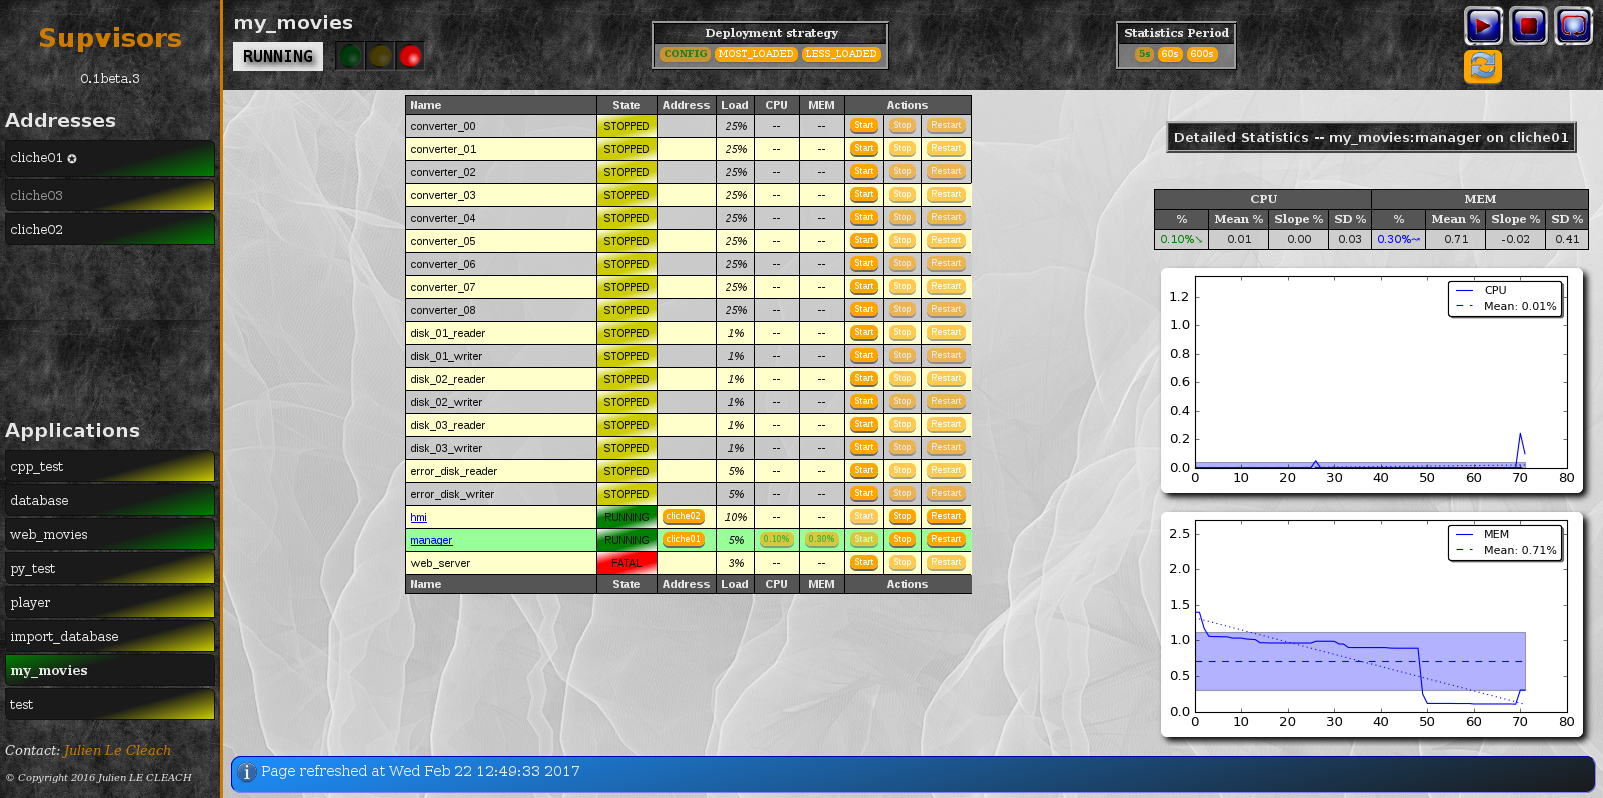 Supvisors
0.1beta.3
Addresses
cliche01 ✪
cliche03
cliche02
Applications
cpp_test
database
web_movies
py_test
player
import_database
my_movies
test
Contact: Julien Le Cléach
© Copyright 2016 Julien LE CLEACH
my_movies
RUNNING
Deployment strategy
CONFIG MOST_LOADED LESS_LOADED
Statistics Period
5s 60s 600s
Name State Address Load CPU MEM Actions
converter_00 STOPPED 25% -- -- Start Stop Restart
converter_01 STOPPED 25% -- -- Start Stop Restart
converter_02 STOPPED 25% -- -- Start Stop Restart
converter_03 STOPPED 25% -- -- Start Stop Restart
converter_04 STOPPED 25% -- -- Start Stop Restart
converter_05 STOPPED 25% -- -- Start Stop Restart
converter_06 STOPPED 25% -- -- Start Stop Restart
converter_07 STOPPED 25% -- -- Start Stop Restart
converter_08 STOPPED 25% -- -- Start Stop Restart
disk_01_reader STOPPED 1% -- -- Start Stop Restart
disk_01_writer STOPPED 1% -- -- Start Stop Restart
disk_02_reader STOPPED 1% -- -- Start Stop Restart
disk_02_writer STOPPED 1% -- -- Start Stop Restart
disk_03_reader STOPPED 1% -- -- Start Stop Restart
disk_03_writer STOPPED 1% -- -- Start Stop Restart
error_disk_reader STOPPED 5% -- -- Start Stop Restart
error_disk_writer STOPPED 5% -- -- Start Stop Restart
hmi RUNNING cliche02 10% -- -- Start Stop Restart
manager RUNNING cliche01 5% 0.10% 0.30% Start Stop Restart
web_server FATAL 3% -- -- Start Stop Restart
Name State Address Load CPU MEM Actions
Detailed Statistics -- my_movies:manager on cliche01
CPU MEM
% Mean % Slope % SD % % Mean % Slope % SD %
0.10%↘ 0.01 0.00 0.03 0.30%↝ 0.71 -0.02 0.41
CPU
Mean: 0.01%
1.2
1.0
0.8
0.6
0.4
0.2
0.0
0 10 20 30 40 50 60 70 80
MEM
Mean: 0.71%
2.5
2.0
1.5
1.0
0.5
0.0
0 10 20 30 40 50 60 70 80
Page refreshed at Wed Feb 22 12:49:33 2017